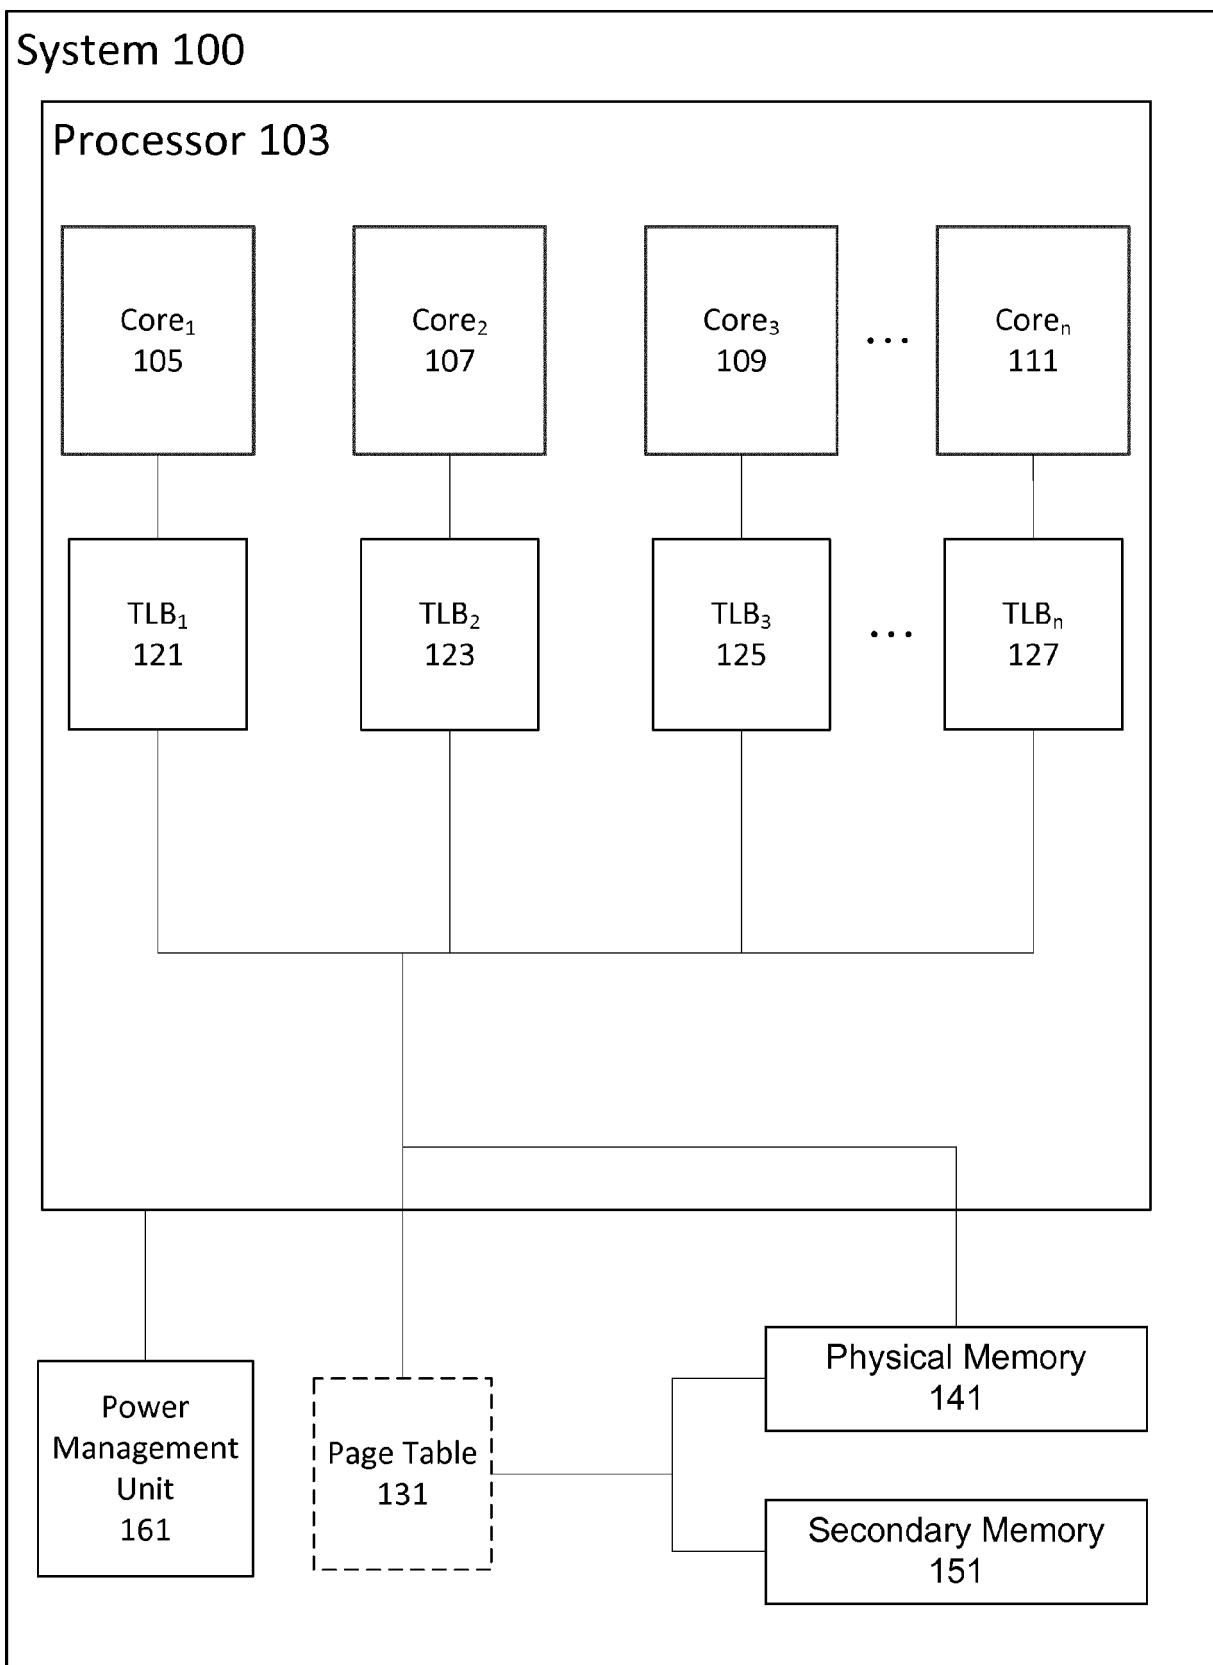 System 100
Processor 103
Core₁
105
Core₂
107
Core₃
109
...
Coreₙ
111
TLB₁
121
TLB₂
123
TLB₃
125
...
TLBₙ
127
Power
Management
Unit
161
Page Table
131
Physical Memory
141
Secondary Memory
151